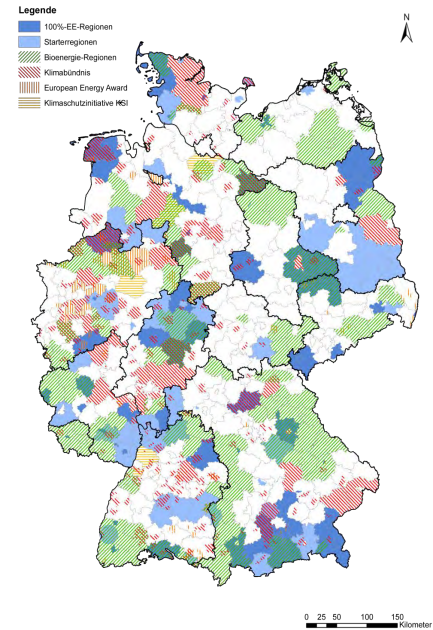 Legende
100%-EE-Regionen
Starterregionen
Bioenergie-Regionen
Klimabündnis
European Energy Award
Klimaschutzinitiative KSI
N
0 25 50 100 150
Kilometer